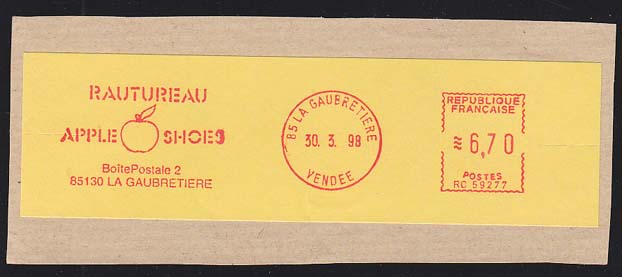 RAUTUREAU
APPLE SHOES
BoîtePostale 2
85130 LA GAUBRETIERE
85 LA GAUBRETIERE
30. 3. 98
VENDEE
REPUBLIQUE
FRANCAISE
≋ 6,70
POSTES
RC 59277